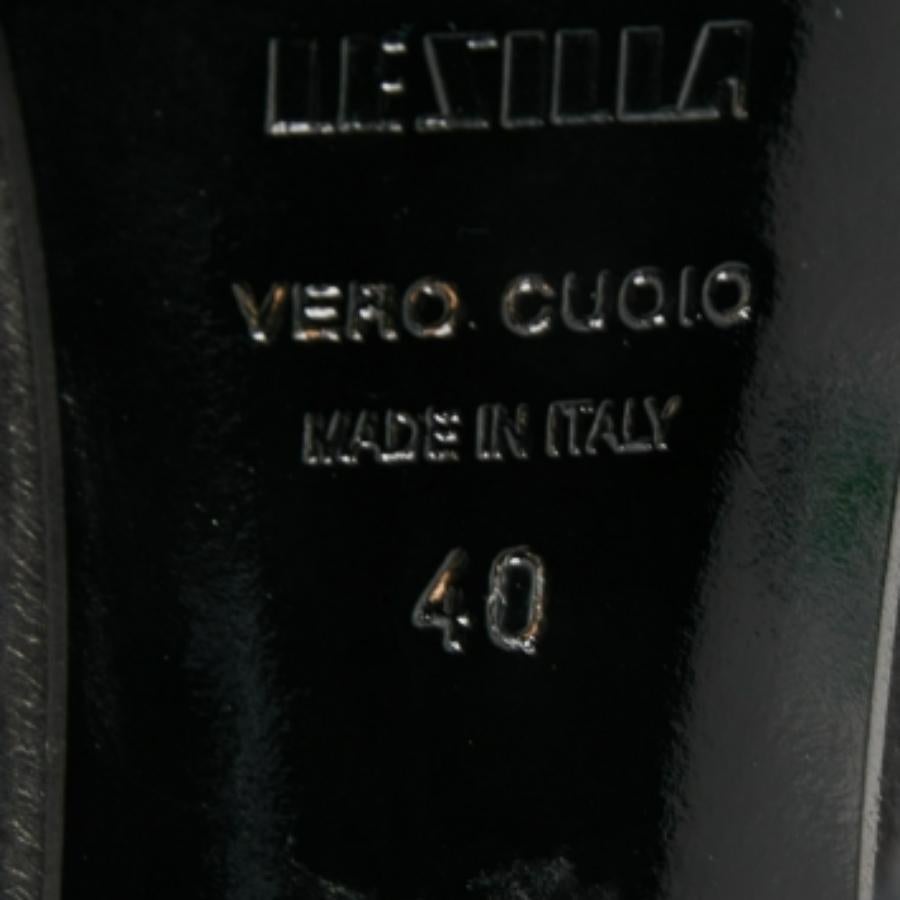 LE SILLA
VERO CUOIO
MADE IN ITALY
40